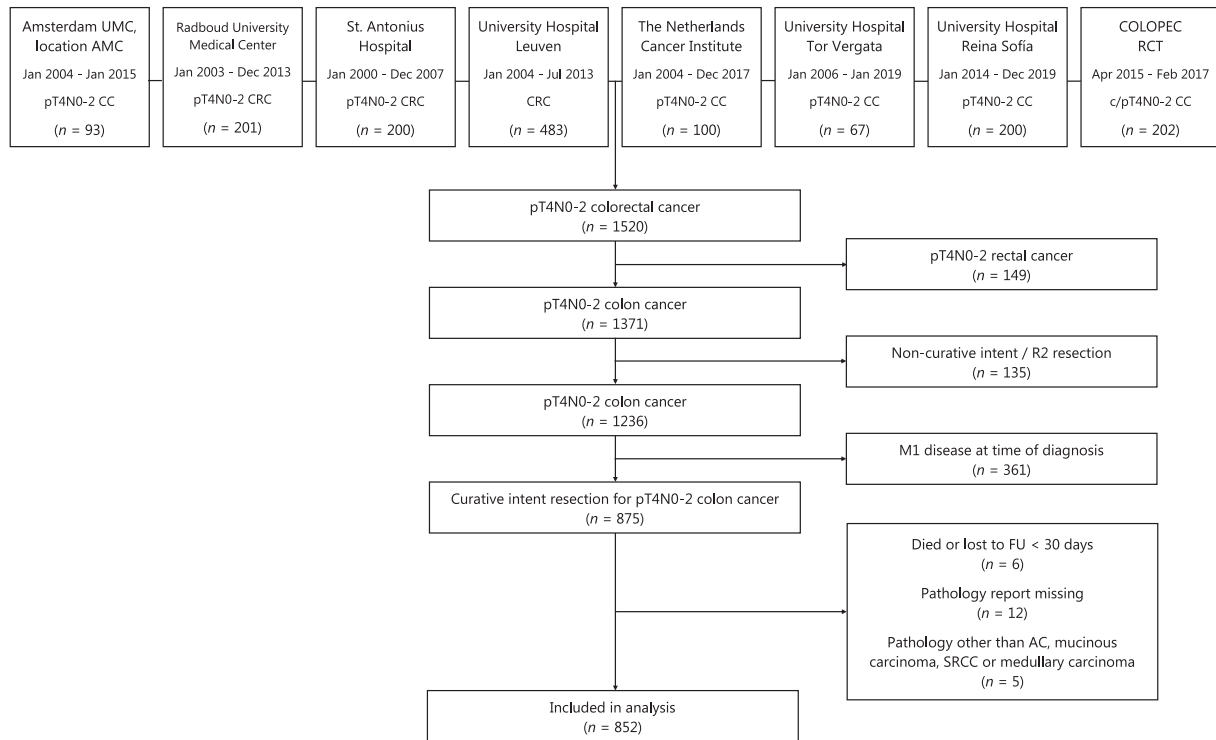 Amsterdam UMC,
location AMC
Jan 2004 - Jan 2015
pT4N0-2 CC
(n = 93)
Radboud University
Medical Center
Jan 2003 - Dec 2013
pT4N0-2 CRC
(n = 201)
St. Antonius
Hospital
Jan 2000 - Dec 2007
pT4N0-2 CRC
(n = 200)
University Hospital
Leuven
Jan 2004 - Jul 2013
CRC
(n = 483)
The Netherlands
Cancer Institute
Jan 2004 - Dec 2017
pT4N0-2 CC
(n = 100)
University Hospital
Tor Vergata
Jan 2006 - Jan 2019
pT4N0-2 CC
(n = 67)
University Hospital
Reina Sofía
Jan 2014 - Dec 2019
pT4N0-2 CC
(n = 200)
COLOPEC
RCT
Apr 2015 - Feb 2017
c/pT4N0-2 CC
(n = 202)
pT4N0-2 colorectal cancer
(n = 1520)
pT4N0-2 rectal cancer
(n = 149)
pT4N0-2 colon cancer
(n = 1371)
Non-curative intent / R2 resection
(n = 135)
pT4N0-2 colon cancer
(n = 1236)
M1 disease at time of diagnosis
(n = 361)
Curative intent resection for pT4N0-2 colon cancer
(n = 875)
Died or lost to FU < 30 days
(n = 6)
Pathology report missing
(n = 12)
Pathology other than AC, mucinous
carcinoma, SRCC or medullary carcinoma
(n = 5)
Included in analysis
(n = 852)